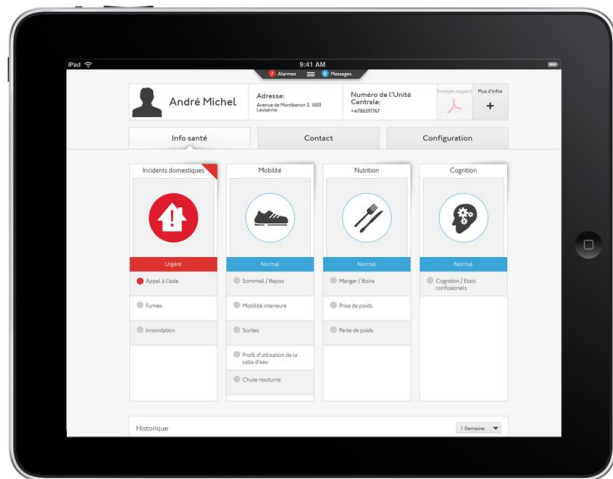 iPad
9:41 AM
Alarmes
Messages
André Michel
Adresse:
Avenue de Montbenon 2, 1003
Lausanne
Numéro de l'Unité
Centrale:
+41786397767
Envoyer rapport
Plus d'infos
+
Info santé
Contact
Configuration
Incidents domestiques
Urgent
Appel à l'aide
Fumée
Innondation
Mobilité
Normal
Sommeil / Repos
Mobilité interieure
Sorties
Profil d'utilisation de la
salle d'eau
Chute nocturne
Nutrition
Normal
Manger / Boire
Prise de poids
Perte de poids
Cognition
Normal
Cognition / Etats
confusionels
Historique
1 Semaine